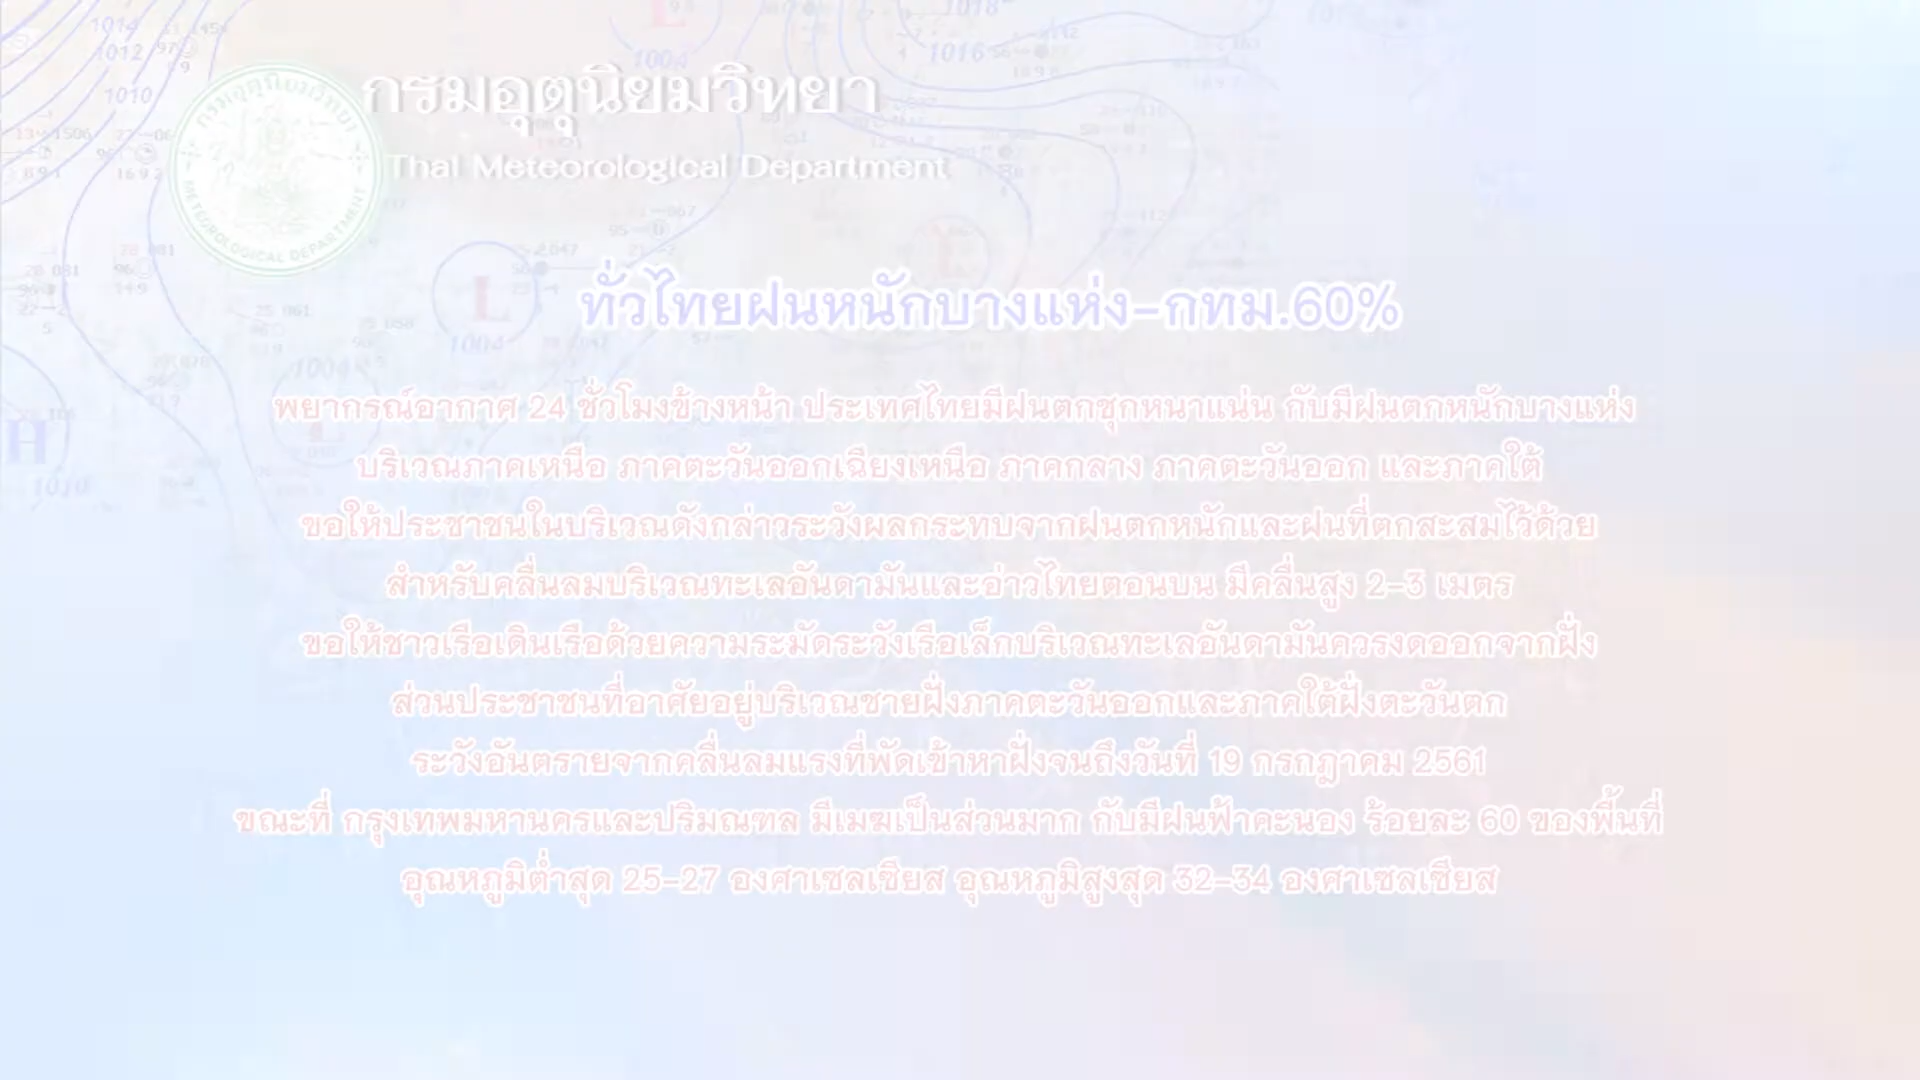 กรมอุตุนิยมวิทยา
Thai Meteorological Department
กรมอุตุนิยมวิทยา
METEOROLOGICAL DEPARTMENT
ทั่วไทยฝนหนักบางแห่ง-กทม.60%
พยากรณ์อากาศ 24 ชั่วโมงข้างหน้า ประเทศไทยมีฝนตกชุกหนาแน่น กับมีฝนตกหนักบางแห่ง
บริเวณภาคเหนือ ภาคตะวันออกเฉียงเหนือ ภาคกลาง ภาคตะวันออก และภาคใต้
ขอให้ประชาชนในบริเวณดังกล่าวระวังผลกระทบจากฝนตกหนักและฝนที่ตกสะสมไว้ด้วย
สำหรับคลื่นลมบริเวณทะเลอันดามันและอ่าวไทยตอนบน มีคลื่นสูง 2-3 เมตร
ขอให้ชาวเรือเดินเรือด้วยความระมัดระวังเรือเล็กบริเวณทะเลอันดามันควรงดออกจากฝั่ง
ส่วนประชาชนที่อาศัยอยู่บริเวณชายฝั่งภาคตะวันออกและภาคใต้ฝั่งตะวันตก
ระวังอันตรายจากคลื่นลมแรงที่พัดเข้าหาฝั่งจนถึงวันที่ 19 กรกฎาคม 2561
ขณะที่ กรุงเทพมหานครและปริมณฑล มีเมฆเป็นส่วนมาก กับมีฝนฟ้าคะนอง ร้อยละ 60 ของพื้นที่
อุณหภูมิต่ำสุด 25-27 องศาเซลเซียส อุณหภูมิสูงสุด 32-34 องศาเซลเซียส
1014
1012
1010
1004
1018
1016
L
L
1004
1004
H
1010